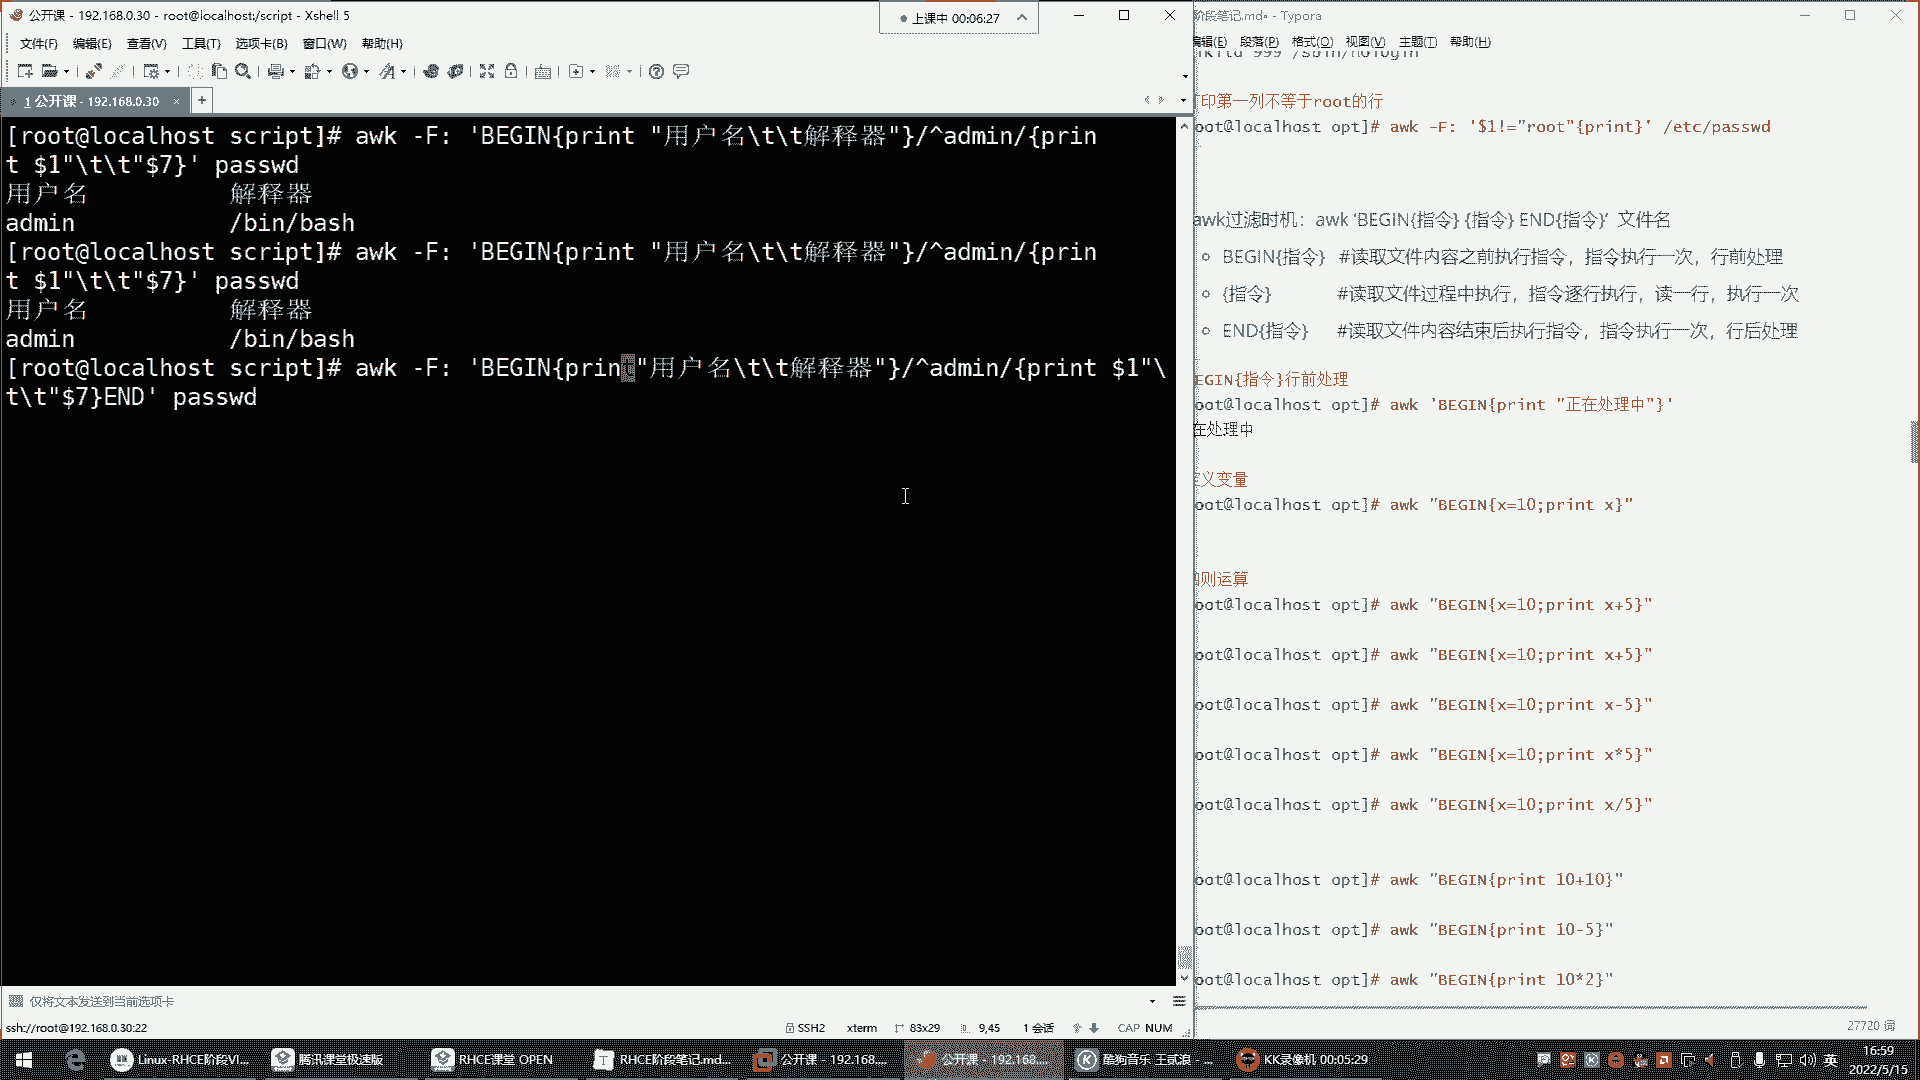 公开课 - 192.168.0.30 - root@localhost:/script - Xshell 5
上课中 00:06:27
文件(F) 编辑(E) 查看(V) 工具(T) 选项卡(B) 窗口(W) 帮助(H)
1 公开课 - 192.168.0.30
[root@localhost script]# awk -F: 'BEGIN{print "用户名\t\t解释器"}/^admin/{prin
t $1"\t\t"$7}' passwd
用户名 解释器
admin /bin/bash
[root@localhost script]# awk -F: 'BEGIN{print "用户名\t\t解释器"}/^admin/{prin
t $1"\t\t"$7}' passwd
用户名 解释器
admin /bin/bash
[root@localhost script]# awk -F: 'BEGIN{print "用户名\t\t解释器"}/^admin/{print $1"\
t\t"$7}END' passwd
仅将文本发送到当前选项卡
ssh://root@192.168.0.30:22 SSH2 xterm 83x29 9,45 1 会话 CAP NUM
阶段笔记.md• - Typora
编辑(E) 段落(P) 格式(O) 视图(V) 主题(T) 帮助(H)
印第一列不等于root的行
oot@localhost opt]# awk -F: '$1!="root"{print}' /etc/passwd
awk过滤时机：awk 'BEGIN{指令} {指令} END{指令}' 文件名
BEGIN{指令} #读取文件内容之前执行指令，指令执行一次，行前处理
{指令} #读取文件过程中执行，指令逐行执行，读一行，执行一次
END{指令} #读取文件内容结束后执行指令，指令执行一次，行后处理
EGIN{指令}行前处理
oot@localhost opt]# awk 'BEGIN{print "正在处理中"}'
在处理中
义变量
oot@localhost opt]# awk "BEGIN{x=10;print x}"
则运算
oot@localhost opt]# awk "BEGIN{x=10;print x+5}"
oot@localhost opt]# awk "BEGIN{x=10;print x+5}"
oot@localhost opt]# awk "BEGIN{x=10;print x-5}"
oot@localhost opt]# awk "BEGIN{x=10;print x*5}"
oot@localhost opt]# awk "BEGIN{x=10;print x/5}"
oot@localhost opt]# awk "BEGIN{print 10+10}"
oot@localhost opt]# awk "BEGIN{print 10-5}"
oot@localhost opt]# awk "BEGIN{print 10*2}"
27720 词
Linux-RHCE阶段VI... 腾讯课堂极速版 RHCE课堂 OPEN RHCE阶段笔记.md... 公开课 - 192.168.... 公开课 - 192.168.... 酷狗音乐 王贰浪 - ... KK录像机 00:05:29 英 16:59
2022/5/15